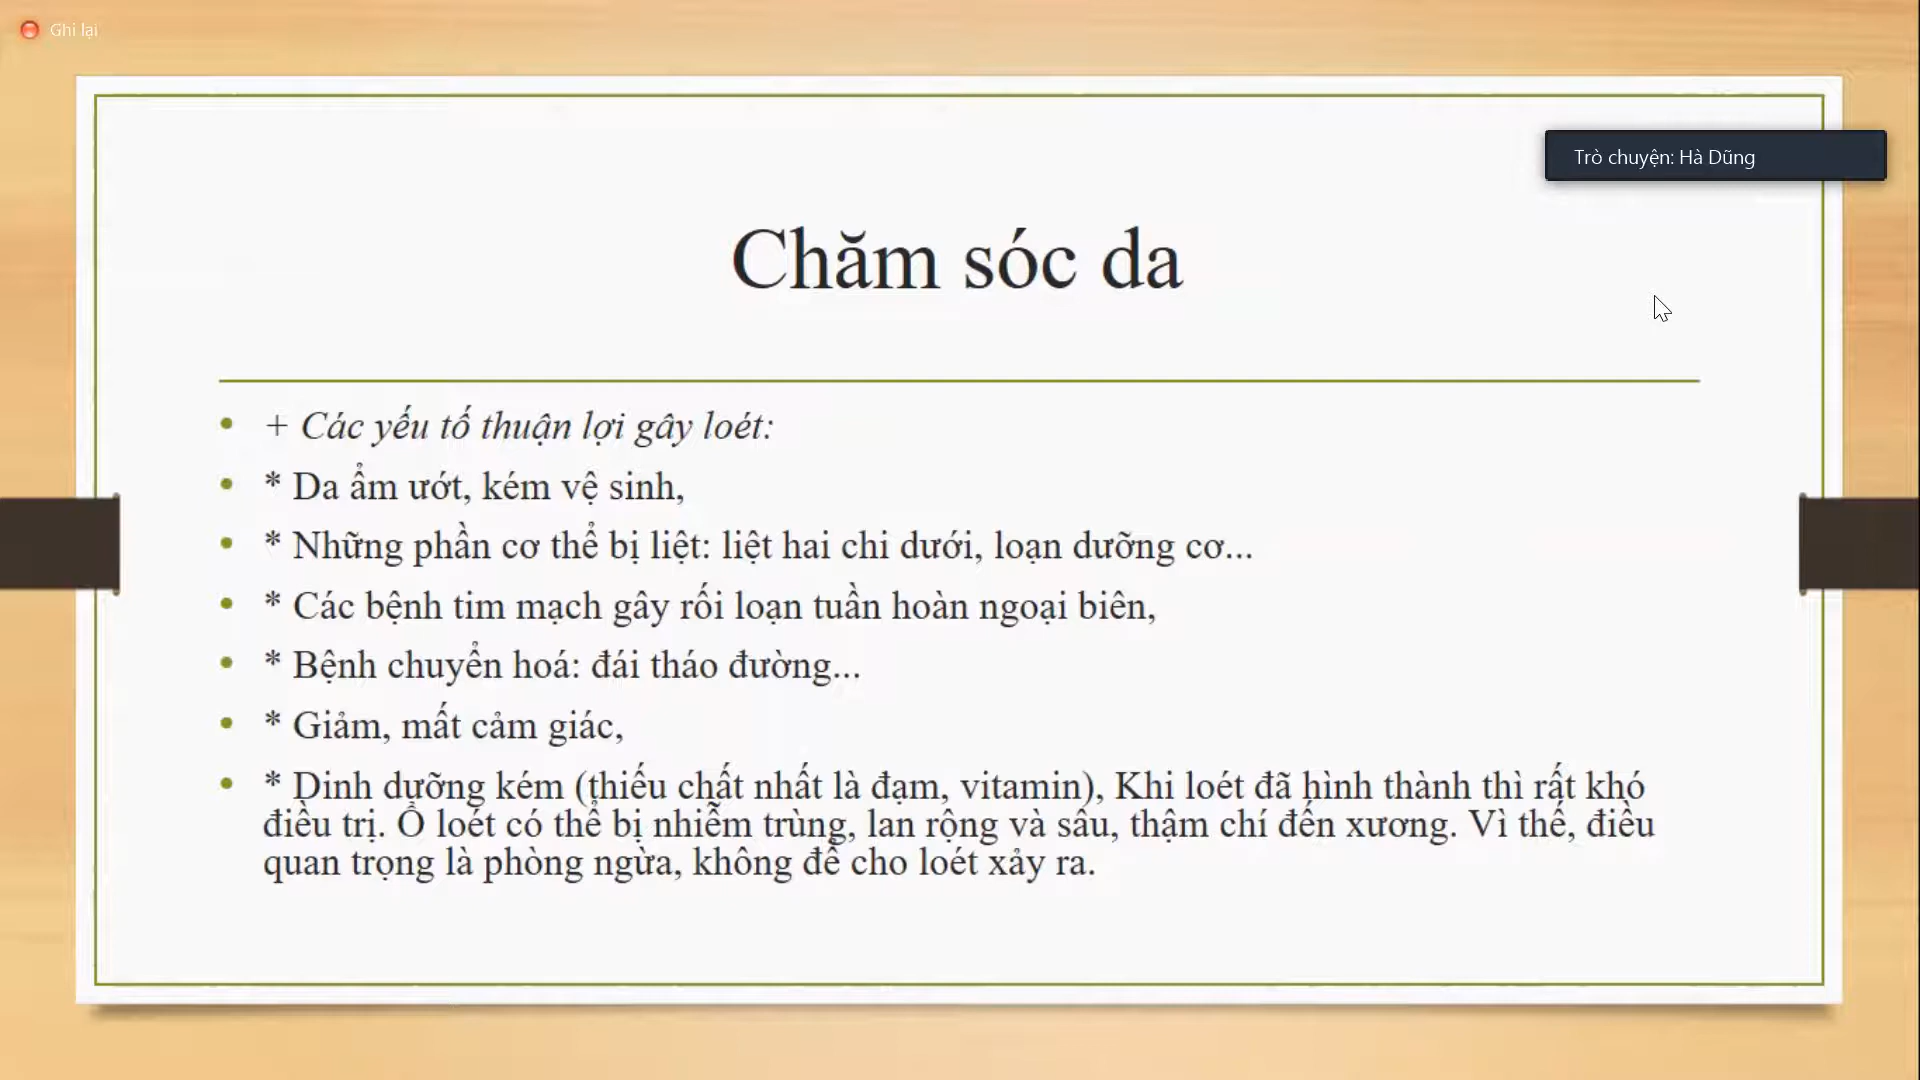 Ghi lại
Trò chuyện: Hà Dũng
Chăm sóc da
• + Các yếu tố thuận lợi gây loét:
• * Da ẩm ướt, kém vệ sinh,
• * Những phần cơ thể bị liệt: liệt hai chi dưới, loạn dưỡng cơ...
• * Các bệnh tim mạch gây rối loạn tuần hoàn ngoại biên,
• * Bệnh chuyển hoá: đái tháo đường...
• * Giảm, mất cảm giác,
• * Dinh dưỡng kém (thiếu chất nhất là đạm, vitamin), Khi loét đã hình thành thì rất khó
điều trị. Ổ loét có thể bị nhiễm trùng, lan rộng và sâu, thậm chí đến xương. Vì thế, điều
quan trọng là phòng ngừa, không để cho loét xảy ra.